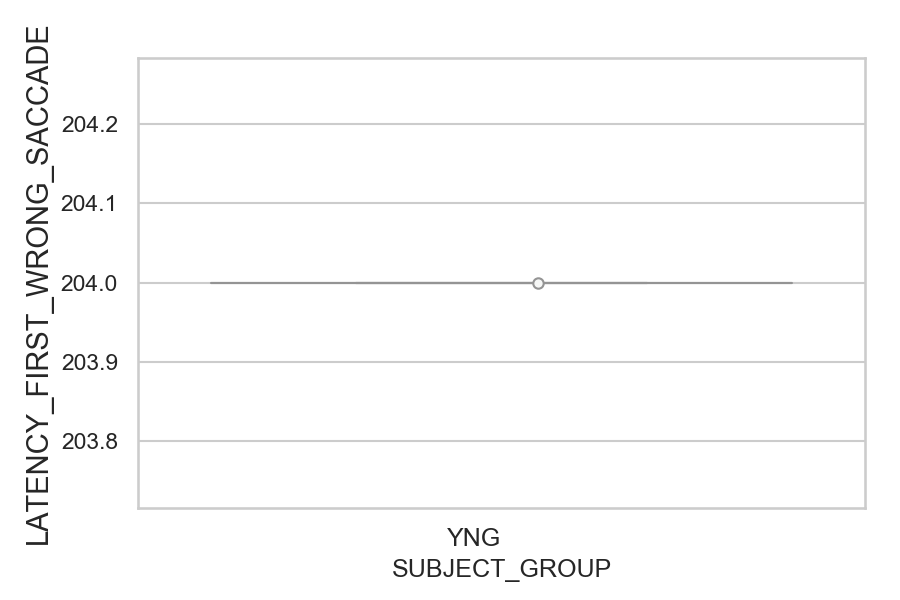 LATENCY_FIRST_WRONG_SACCADE
204.2
204.1
204.0
203.9
203.8
YNG
SUBJECT_GROUP